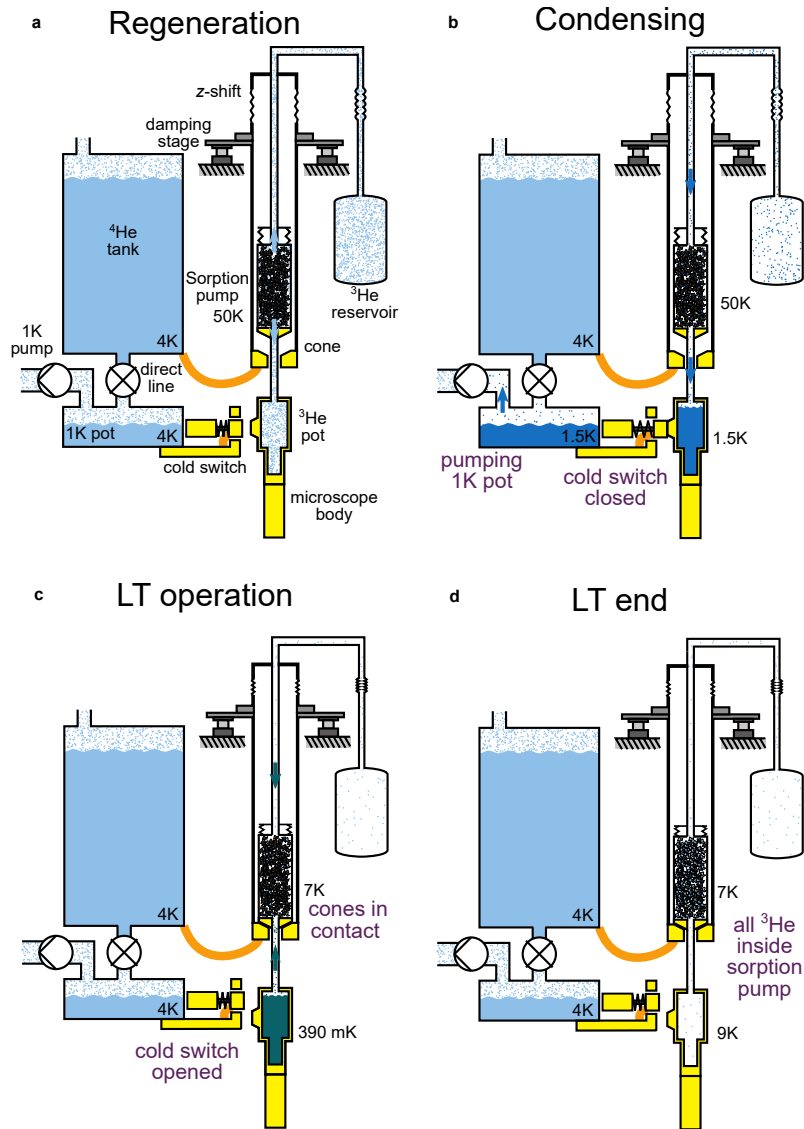 a Regeneration
z-shift
damping
stage
⁴He
tank
Sorption
pump
50K
³He
reservoir
4K
1K
pump
direct
line
cone
³He
pot
1K pot
4K
cold switch
microscope
body
b Condensing
50K
4K
1.5K
1.5K
pumping
1K pot
cold switch
closed
c LT operation
7K
4K
cones in
contact
4K
390 mK
cold switch
opened
d LT end
7K
4K
all ³He
inside
sorption
pump
4K
9K